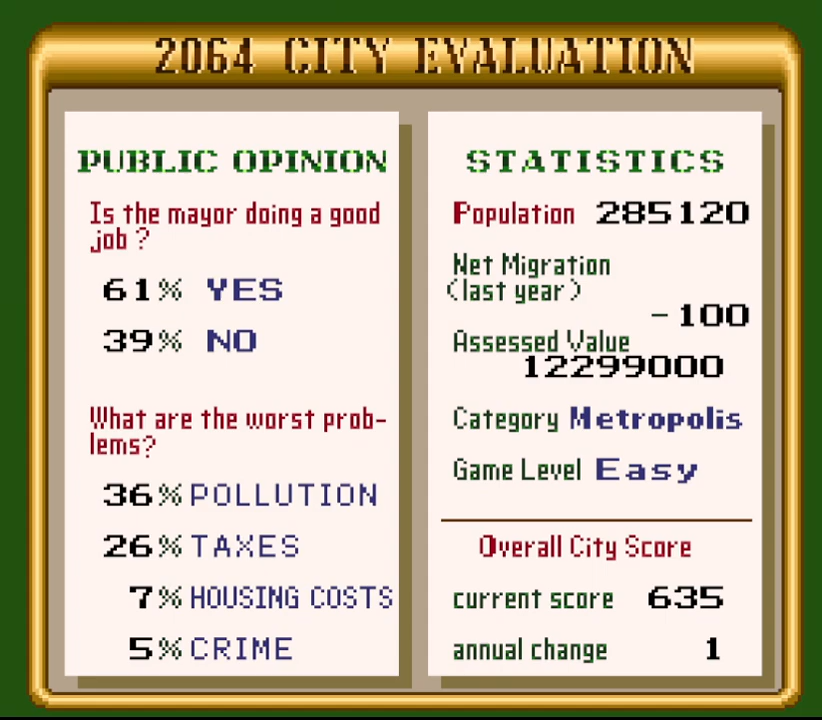 2064 CITY EVALUATION
PUBLIC OPINION
Is the mayor doing a good
job ?
61% YES
39% NO
What are the worst prob-
lems?
36% POLLUTION
26% TAXES
7% HOUSING COSTS
5% CRIME
STATISTICS
Population 285120
Net Migration
(last year)
-100
Assessed Value
12299000
Category Metropolis
Game Level Easy
Overall City Score
current score 635
annual change 1